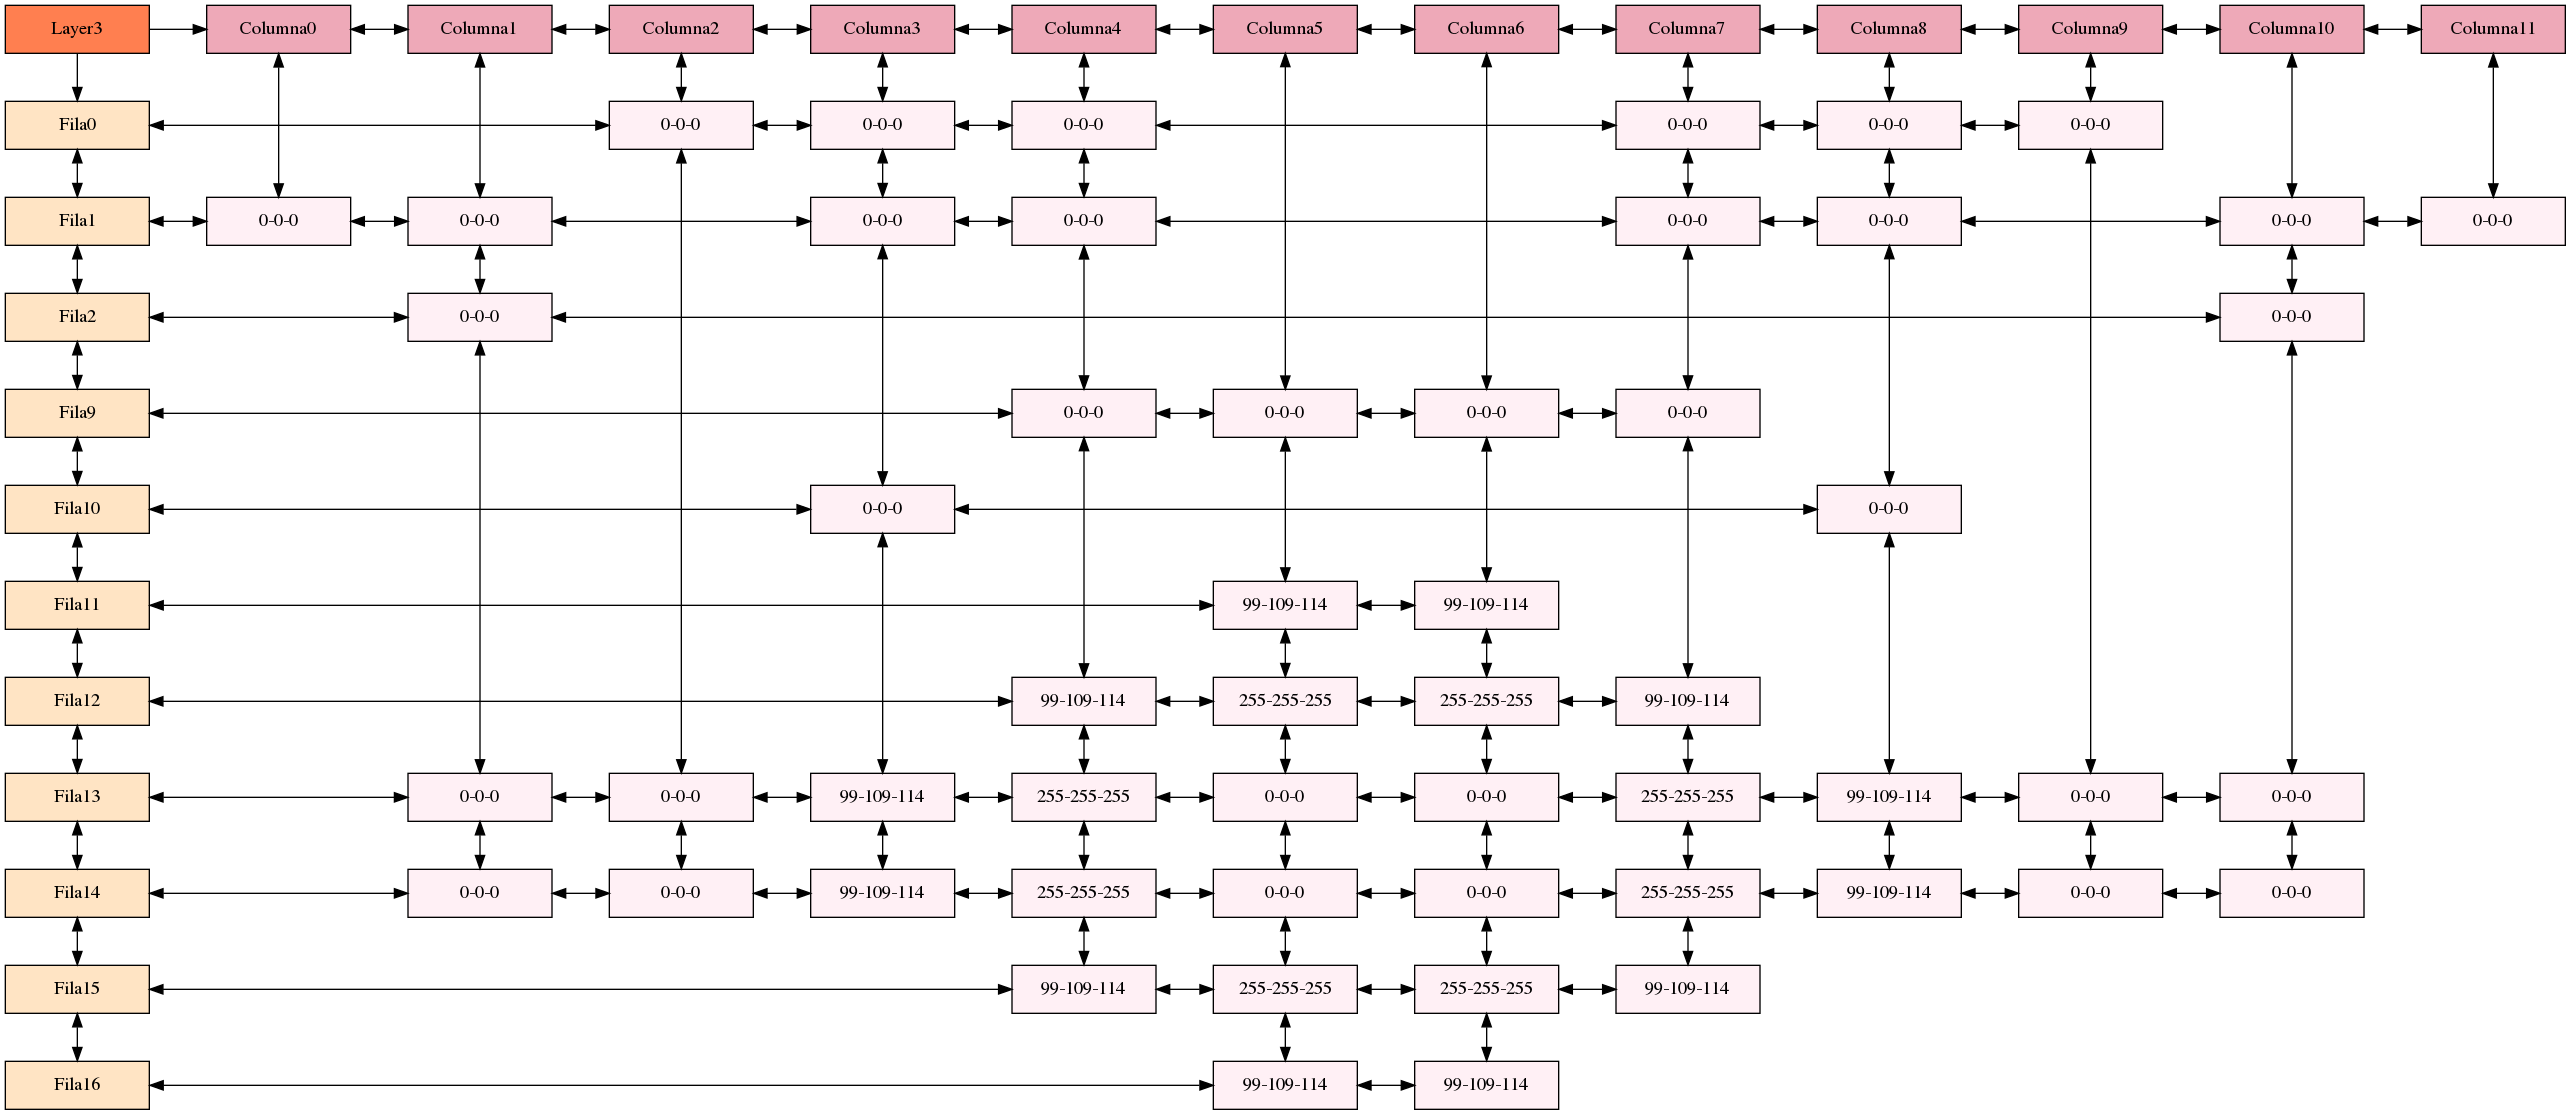 Layer3 Columna0 Columna1 Columna2 Columna3 Columna4 Columna5 Columna6 Columna7 Columna8 Columna9 Columna10 Columna11
Fila0 0-0-0 0-0-0 0-0-0 0-0-0 0-0-0 0-0-0
Fila1 0-0-0 0-0-0 0-0-0 0-0-0 0-0-0 0-0-0 0-0-0 0-0-0
Fila2 0-0-0 0-0-0
Fila9 0-0-0 0-0-0 0-0-0 0-0-0
Fila10 0-0-0 0-0-0
Fila11 99-109-114 99-109-114
Fila12 99-109-114 255-255-255 255-255-255 99-109-114
Fila13 0-0-0 0-0-0 99-109-114 255-255-255 0-0-0 0-0-0 255-255-255 99-109-114 0-0-0 0-0-0
Fila14 0-0-0 0-0-0 99-109-114 255-255-255 0-0-0 0-0-0 255-255-255 99-109-114 0-0-0 0-0-0
Fila15 99-109-114 255-255-255 255-255-255 99-109-114
Fila16 99-109-114 99-109-114